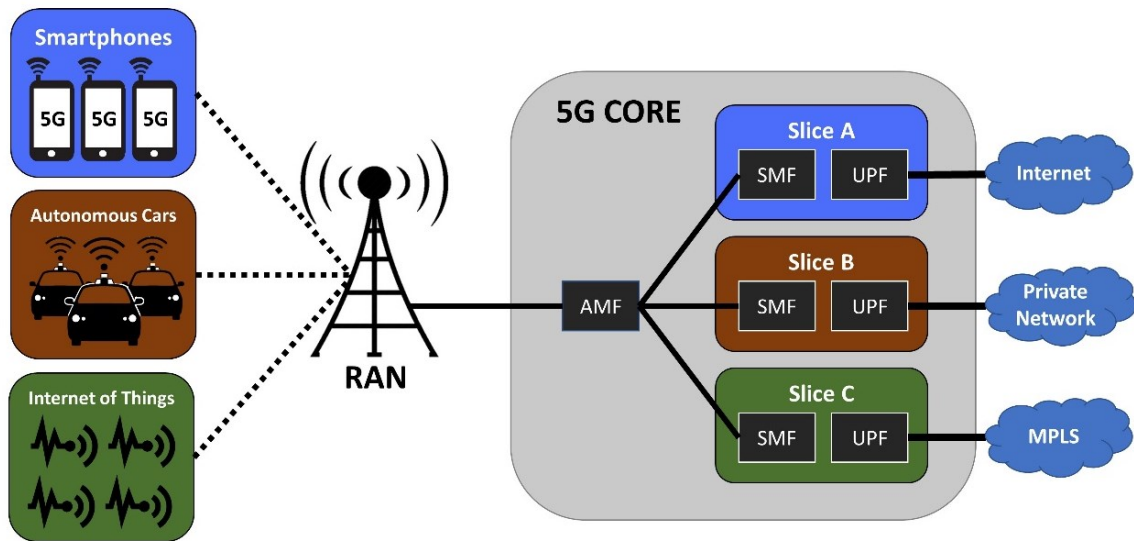 Smartphones
5G 5G 5G
Autonomous Cars
Internet of Things
RAN
5G CORE
AMF
Slice A
SMF UPF
Slice B
SMF UPF
Slice C
SMF UPF
Internet
Private
Network
MPLS